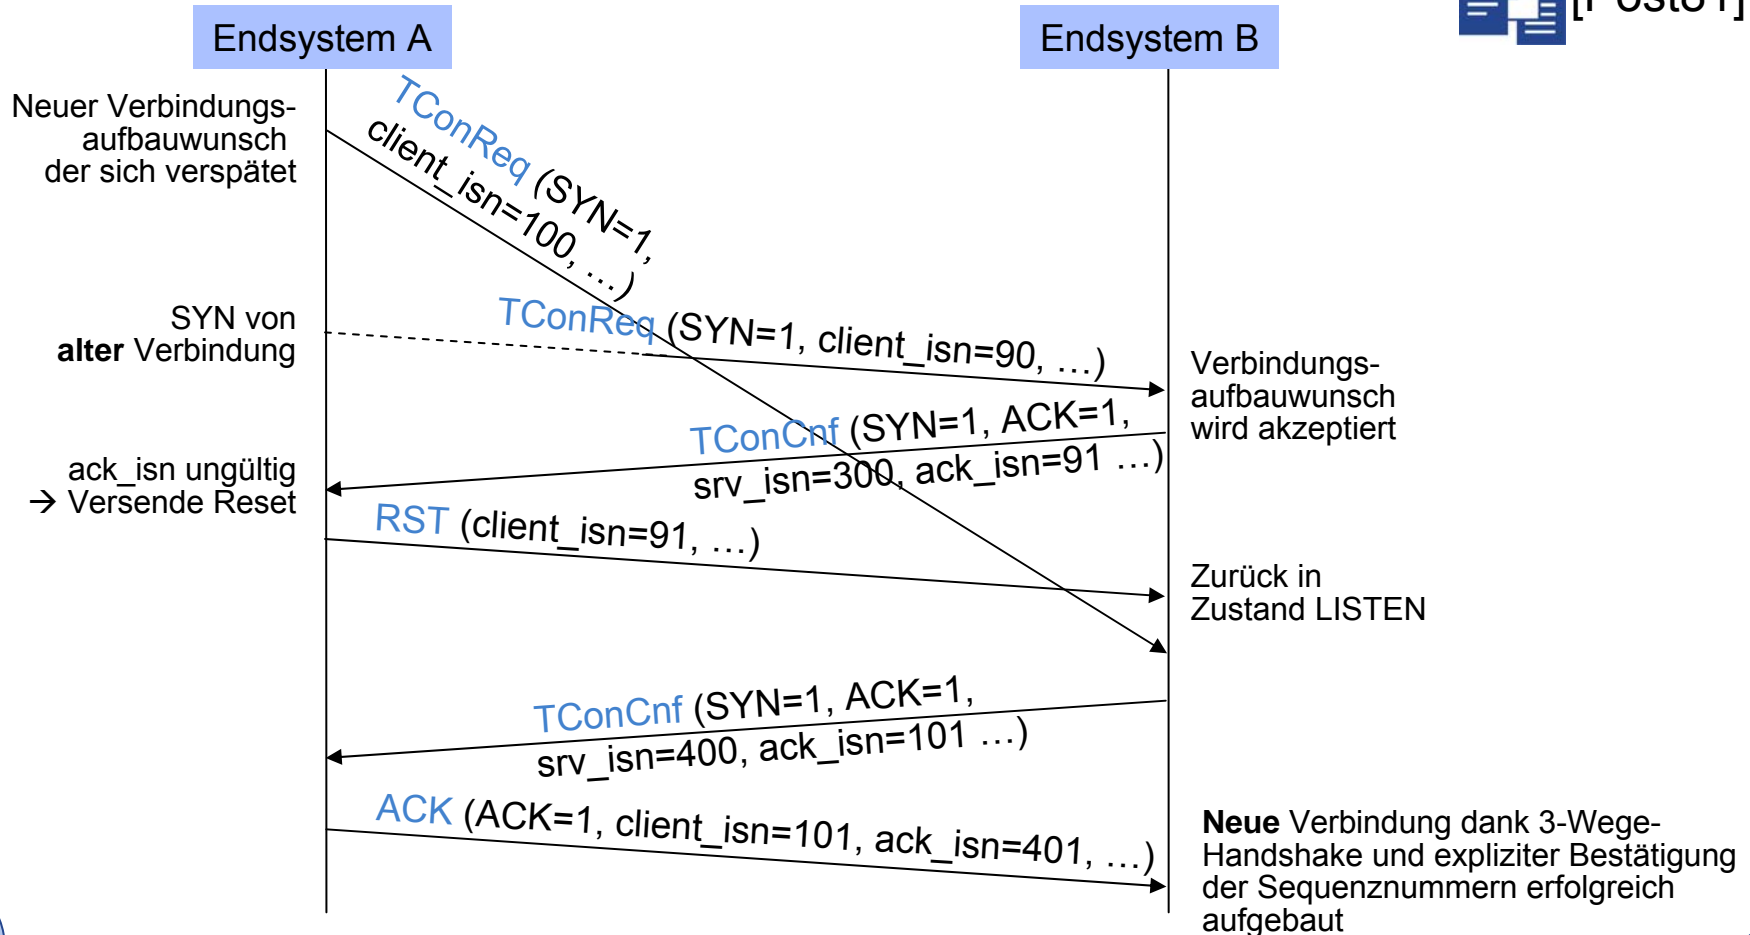 [Post81]
Endsystem A
Endsystem B
Neuer Verbindungs-
aufbauwunsch
der sich verspätet
TConReq (SYN=1,
client_isn=100, …)
SYN von
alter Verbindung
TConReq (SYN=1, client_isn=90, …)
Verbindungs-
aufbauwunsch
wird akzeptiert
TConCnf (SYN=1, ACK=1,
srv_isn=300, ack_isn=91 …)
ack_isn ungültig
→ Versende Reset
RST (client_isn=91, …)
Zurück in
Zustand LISTEN
TConCnf (SYN=1, ACK=1,
srv_isn=400, ack_isn=101 …)
ACK (ACK=1, client_isn=101, ack_isn=401, …)
Neue Verbindung dank 3-Wege-
Handshake und expliziter Bestätigung
der Sequenznummern erfolgreich
aufgebaut